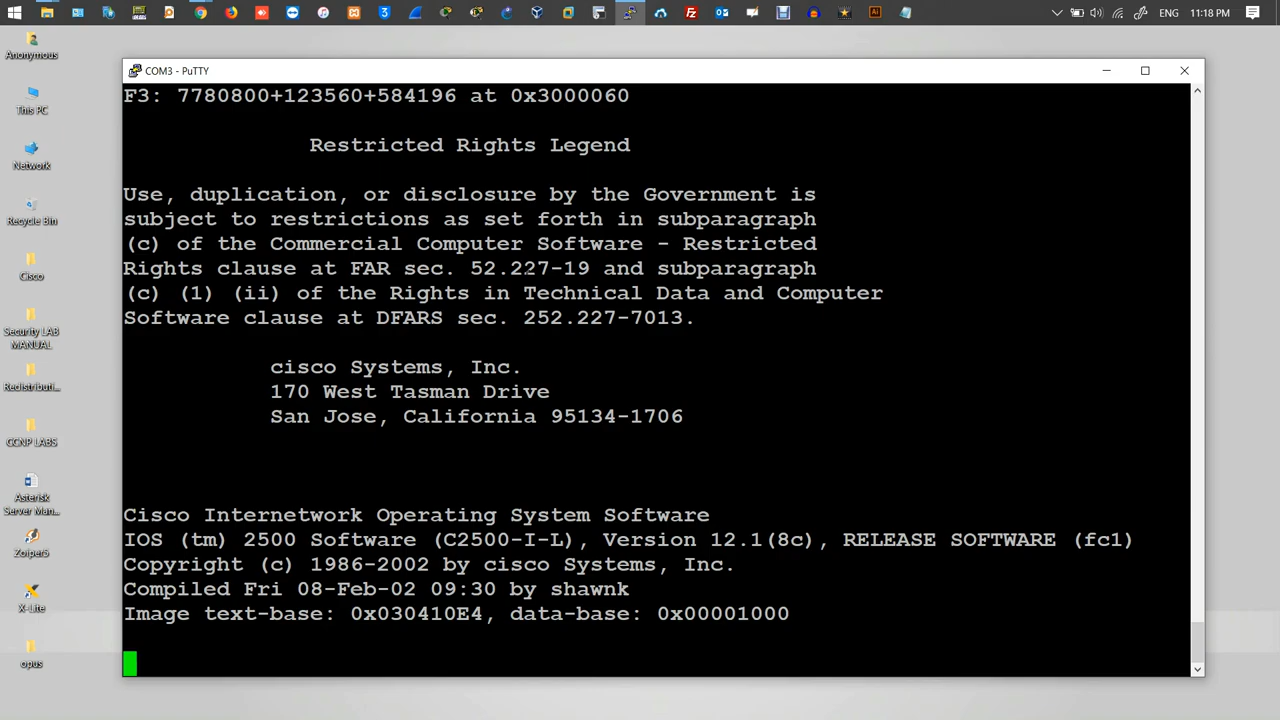 ENG
11:18 PM
Anonymous
This PC
Network
Recycle Bin
Cisco
Security LAB
MANUAL
Redistributi...
CCNP LABS
Asterisk
Server Man...
Zoiper5
X-Lite
opus
COM3 - PuTTY
F3: 7780800+123560+584196 at 0x3000060
Restricted Rights Legend
Use, duplication, or disclosure by the Government is
subject to restrictions as set forth in subparagraph
(c) of the Commercial Computer Software - Restricted
Rights clause at FAR sec. 52.227-19 and subparagraph
(c) (1) (ii) of the Rights in Technical Data and Computer
Software clause at DFARS sec. 252.227-7013.
cisco Systems, Inc.
170 West Tasman Drive
San Jose, California 95134-1706
Cisco Internetwork Operating System Software
IOS (tm) 2500 Software (C2500-I-L), Version 12.1(8c), RELEASE SOFTWARE (fc1)
Copyright (c) 1986-2002 by cisco Systems, Inc.
Compiled Fri 08-Feb-02 09:30 by shawnk
Image text-base: 0x030410E4, data-base: 0x00001000